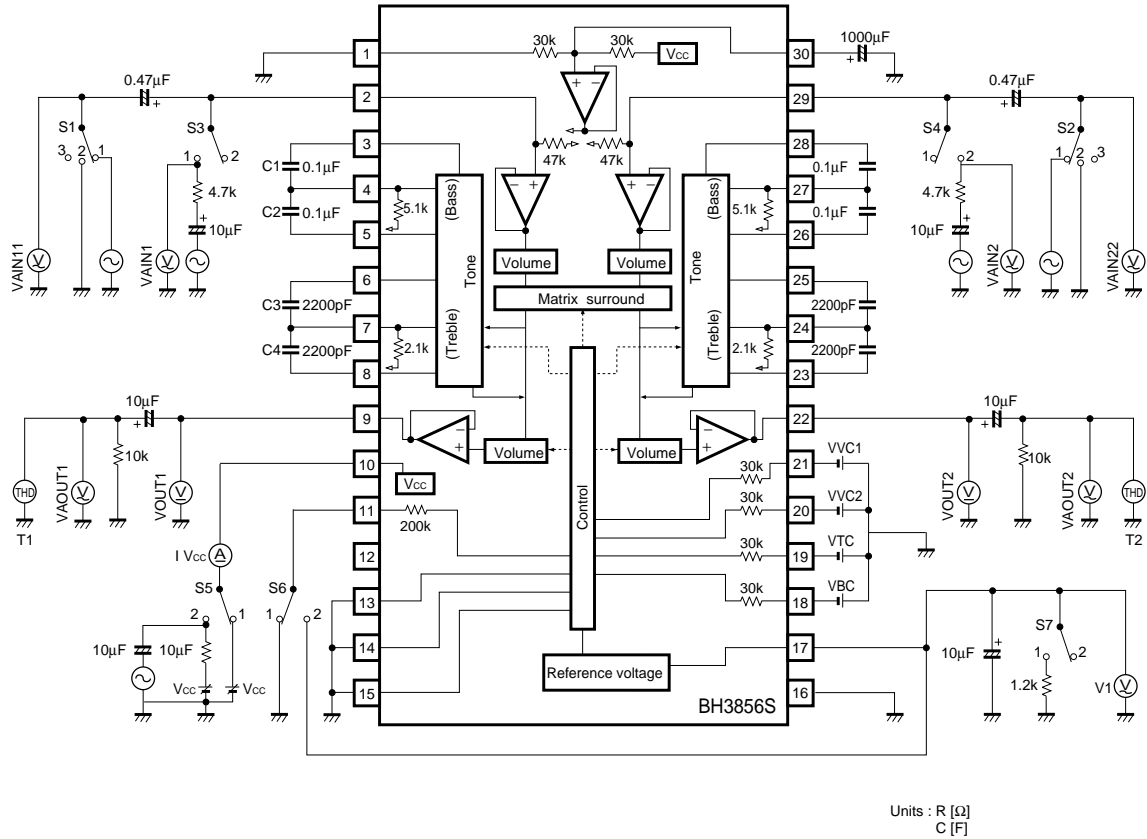 30k
30k
Vcc
1000µF
+
1
30
0.47µF
+
2
29
0.47µF
+
S1
3
2
1
S3
1
2
4.7k
+
10µF
VAIN11
V
VAIN1
V
S4
1
2
4.7k
+
10µF
S2
1
2
3
VAIN2
V
VAIN22
V
+
−
47k
47k
−
+
+
−
3
C1
0.1µF
4
C2
0.1µF
5
5.1k
(Bass)
Tone
(Treble)
6
C3
2200pF
7
C4
2200pF
8
2.1k
28
0.1µF
27
0.1µF
26
5.1k
(Bass)
Tone
(Treble)
25
2200pF
24
2200pF
23
2.1k
Volume
Volume
Matrix surround
10µF
+
9
−
+
Volume
Volume
−
+
22
10µF
+
THD
T1
VAOUT1
V
10k
VOUT1
V
VOUT2
V
10k
VAOUT2
V
THD
T2
10
Vcc
11
200k
12
13
14
15
Control
30k
21
VVC1
30k
20
VVC2
30k
19
VTC
30k
18
VBC
17
16
I Vcc
A
S5
2
1
S6
1
2
10µF
10µF
Vcc
Vcc
Reference voltage
BH3856S
10µF
+
S7
1
2
1.2k
V1
V
Units : R [Ω]
C [F]